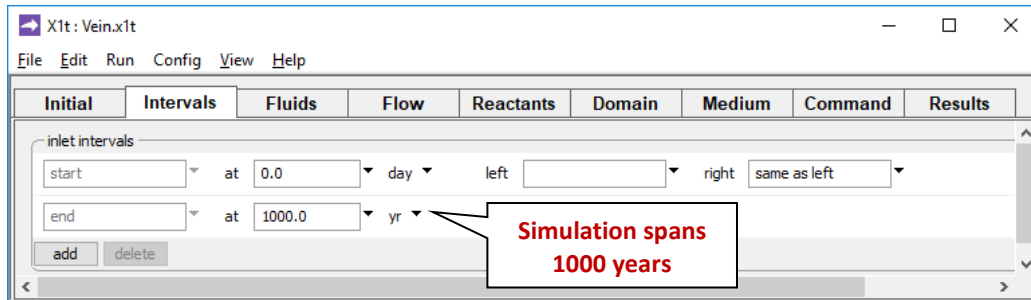 X1t : Vein.x1t
File Edit Run Config View Help
Initial Intervals Fluids Flow Reactants Domain Medium Command Results
inlet intervals
start at 0.0 day left right same as left
end at 1000.0 yr
Simulation spans
1000 years
add delete